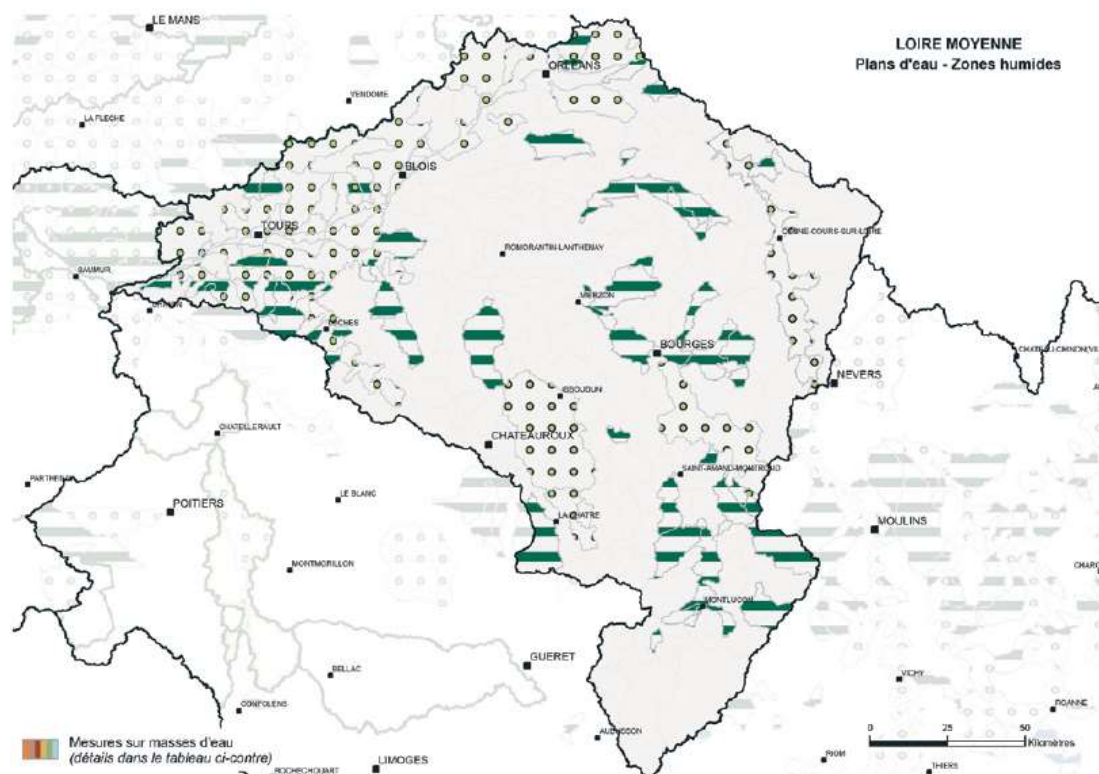 LE MANS
LOIRE MOYENNE
Plans d'eau - Zones humides
ORLEANS
VENDOME
LA FLECHE
BLOIS
TOURS
COSNE-COURS-SUR-LOIRE
ROMORANTIN-LANTHENAY
SAUMUR
VIERZON
CHINON
LOCHES
BOURGES
NEVERS
ISSOUDUN
CHATELLERAULT
CHATEAUROUX
SAINT-AMAND-MONTROND
PARTHENAY
LE BLANC
POITIERS
LA CHATRE
MOULINS
MONTMORILLON
MONTLUCON
GUERET
BELLAC
VICHY
CONFOLENS
ROANNE
AUBUSSON
0 25 50
Kilomètres
Mesures sur masses d'eau
(détails dans le tableau ci-contre)
RIOM
LIMOGES
ROCHECHOUART
THIERS